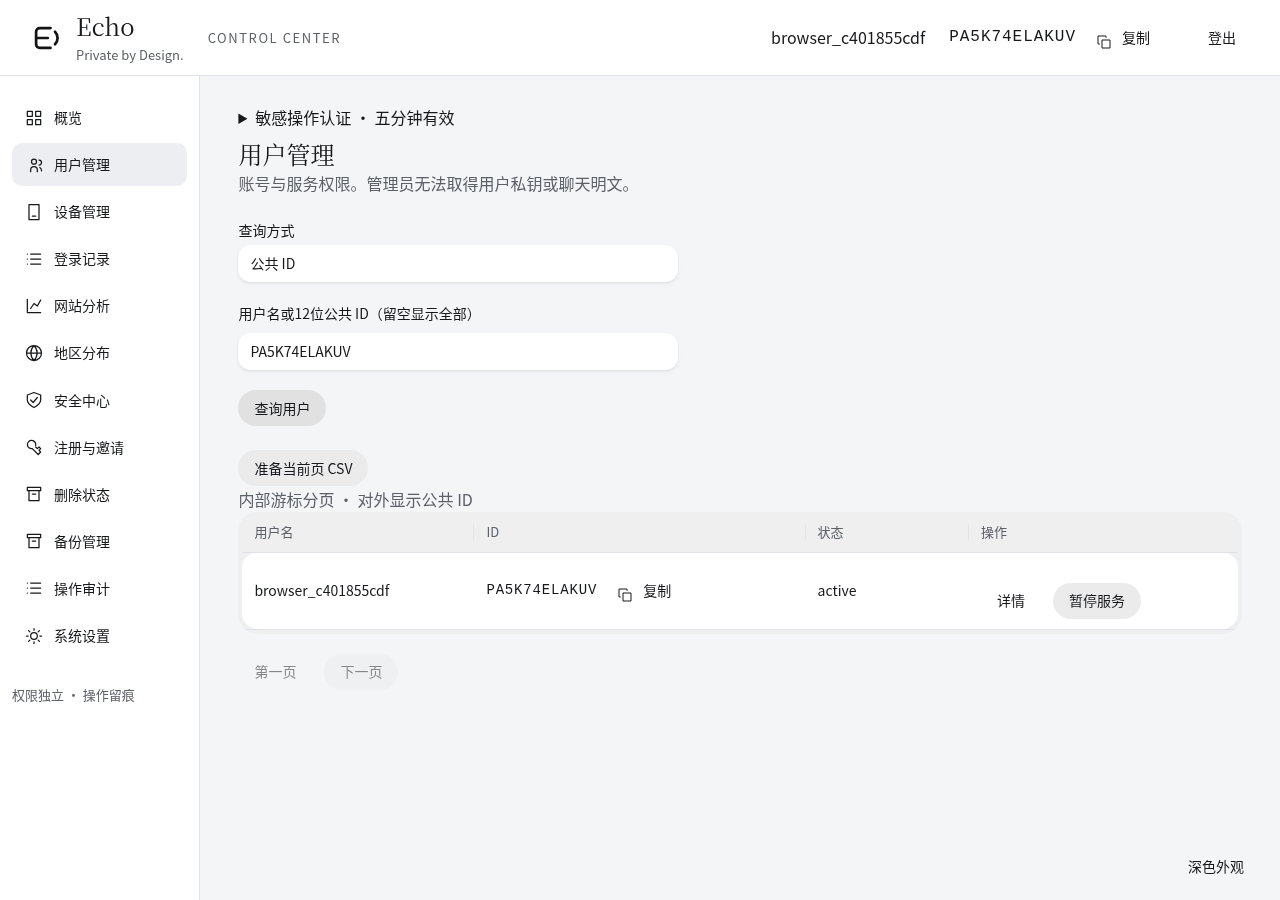 Echo
Private by Design.
CONTROL CENTER
browser_c401855cdf
PA5K74ELAKUV
复制
登出
概览
用户管理
设备管理
登录记录
网站分析
地区分布
安全中心
注册与邀请
删除状态
备份管理
操作审计
系统设置
权限独立 · 操作留痕
▶ 敏感操作认证 · 五分钟有效
用户管理
账号与服务权限。管理员无法取得用户私钥或聊天明文。
查询方式
公共 ID
用户名或12位公共 ID（留空显示全部）
PA5K74ELAKUV
查询用户
准备当前页 CSV
内部游标分页 · 对外显示公共 ID
用户名 ID 状态 操作
browser_c401855cdf PA5K74ELAKUV 复制 active 详情 暂停服务
第一页 下一页
深色外观